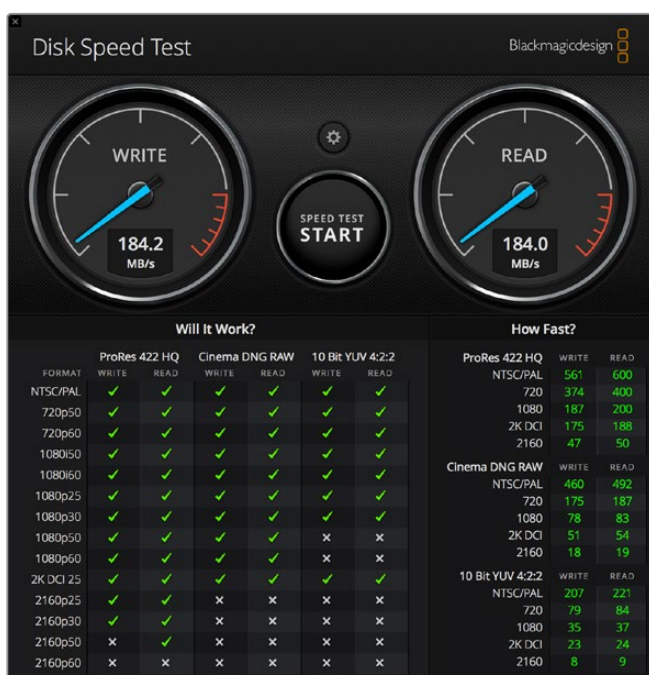 Disk Speed Test
Blackmagicdesign
WRITE
184.2
MB/s
SPEED TEST
START
READ
184.0
MB/s
Will It Work?
ProRes 422 HQ Cinema DNG RAW 10 Bit YUV 4:2:2
FORMAT WRITE READ WRITE READ WRITE READ
NTSC/PAL ✓ ✓ ✓ ✓ ✓ ✓
720p50 ✓ ✓ ✓ ✓ ✓ ✓
720p60 ✓ ✓ ✓ ✓ ✓ ✓
1080i50 ✓ ✓ ✓ ✓ ✓ ✓
1080i60 ✓ ✓ ✓ ✓ ✓ ✓
1080p25 ✓ ✓ ✓ ✓ ✓ ✓
1080p30 ✓ ✓ ✓ ✓ ✓ ✓
1080p50 ✓ ✓ ✓ ✓ × ×
1080p60 ✓ ✓ ✓ ✓ × ×
2K DCI 25 ✓ ✓ ✓ ✓ ✓ ✓
2160p25 ✓ ✓ × × × ×
2160p30 ✓ ✓ × × × ×
2160p50 × ✓ × × × ×
2160p60 × × × × × ×
How Fast?
ProRes 422 HQ WRITE READ
NTSC/PAL 561 600
720 374 400
1080 187 200
2K DCI 175 188
2160 47 50
Cinema DNG RAW WRITE READ
NTSC/PAL 460 492
720 175 187
1080 78 83
2K DCI 51 54
2160 18 19
10 Bit YUV 4:2:2 WRITE READ
NTSC/PAL 207 221
720 79 84
1080 35 37
2K DCI 23 24
2160 8 9